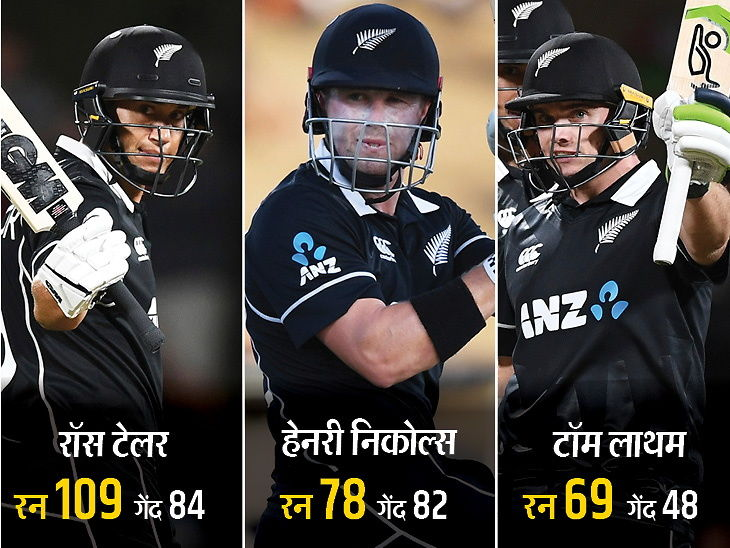 रॉस टेलर
रन 109 गेंद 84
ANZ
हेनरी निकोल्स
रन 78 गेंद 82
ANZ
टॉम लाथम
रन 69 गेंद 48